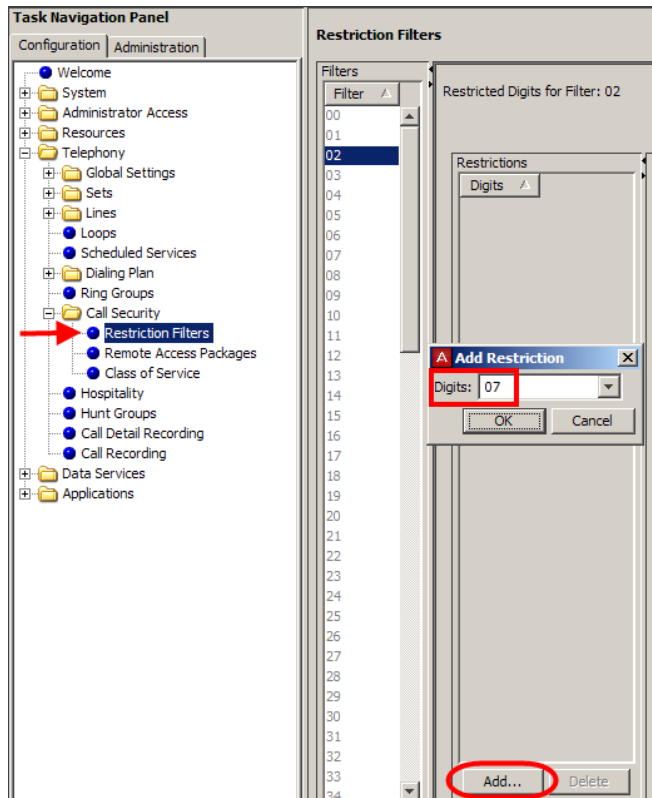 Task Navigation Panel
Configuration
Administration
Welcome
System
Administrator Access
Resources
Telephony
Global Settings
Sets
Lines
Loops
Scheduled Services
Dialing Plan
Ring Groups
Call Security
Restriction Filters
Remote Access Packages
Class of Service
Hospitality
Hunt Groups
Call Detail Recording
Call Recording
Data Services
Applications
Restriction Filters
Filters
Filter
00
01
02
03
04
05
06
07
08
09
10
11
12
13
14
15
16
17
18
19
20
21
22
23
24
25
26
27
28
29
30
31
32
33
34
Restricted Digits for Filter: 02
Restrictions
Digits
Add Restriction
Digits: 07
OK
Cancel
Add...
Delete